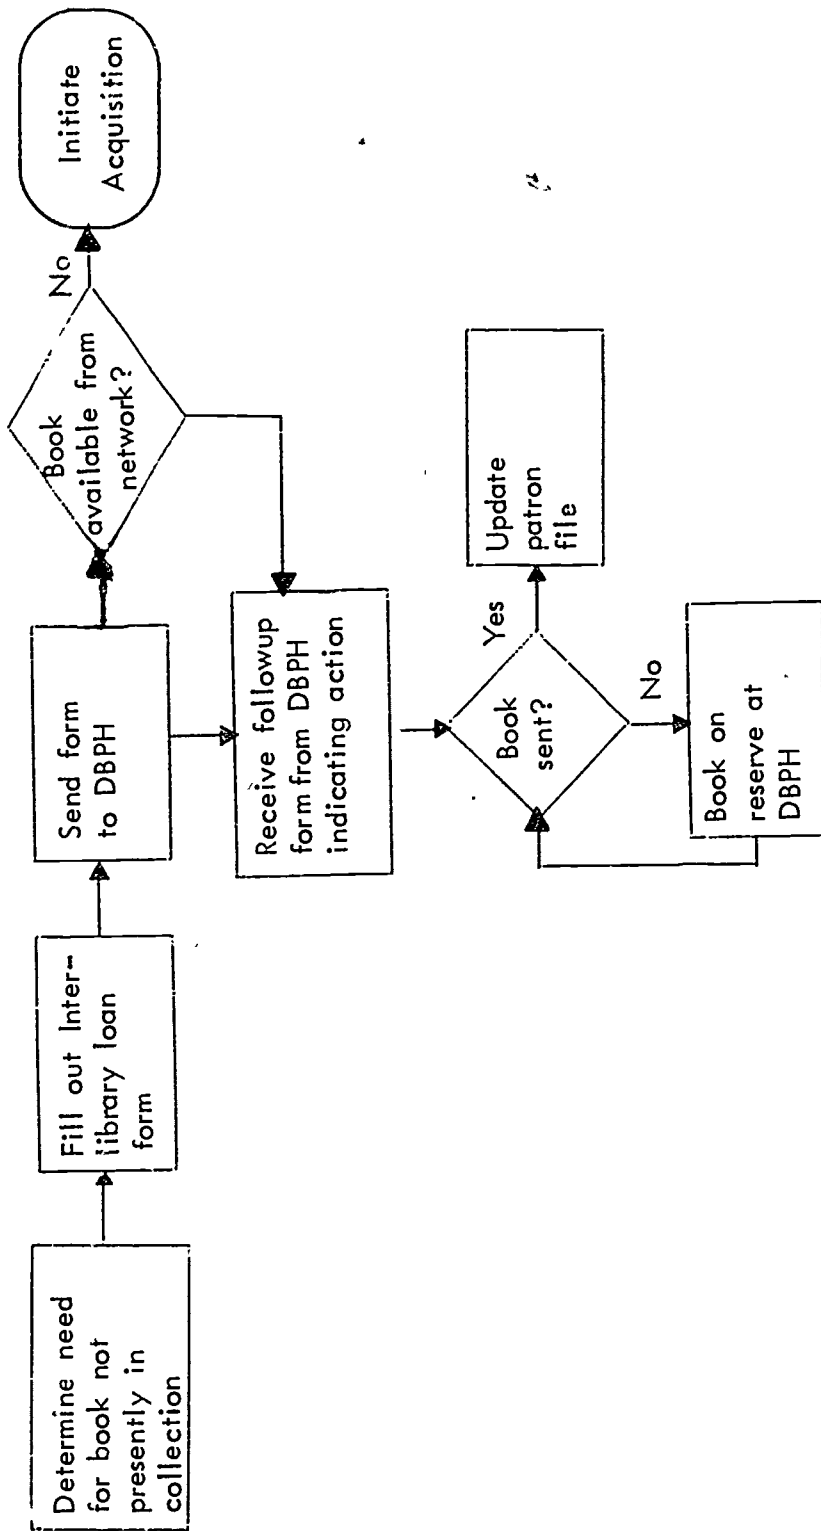 Determine need
for book not
presently in
collection
Fill out Inter-
library loan
form
Send form
to DBPH
Book
available from
network?
No
Initiate
Acquisition
Receive followup
form from DBPH
indicating action
Book
sent?
Yes
Update
patron
file
No
Book on
reserve at
DBPH